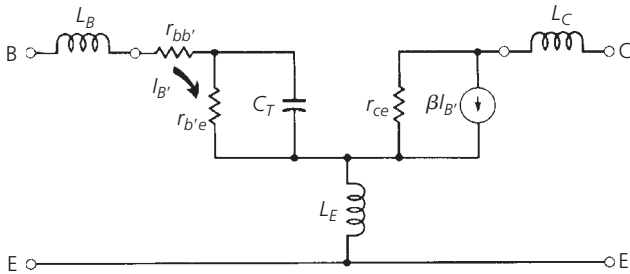 L_B
L_C
B
r_bb'
C
I_B'
r_b'e
C_T
r_ce
βI_B'
L_E
E
E